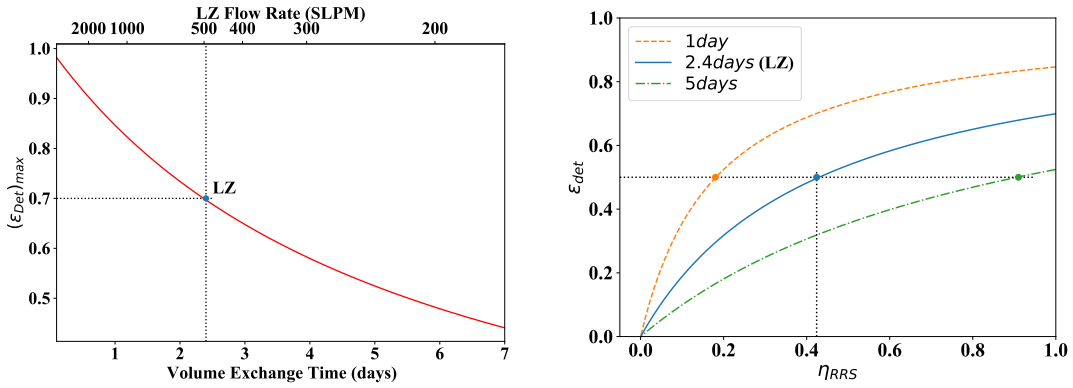 LZ Flow Rate (SLPM)
2000 1000 500 400 300 200
1.0
0.9
0.8
0.7
0.6
0.5
(ε_Det)_max
LZ
1 2 3 4 5 6 7
Volume Exchange Time (days)
1.0
0.8
0.6
0.4
0.2
0.0
ε_det
1day
2.4days (LZ)
5days
0.0 0.2 0.4 0.6 0.8 1.0
η_RRS